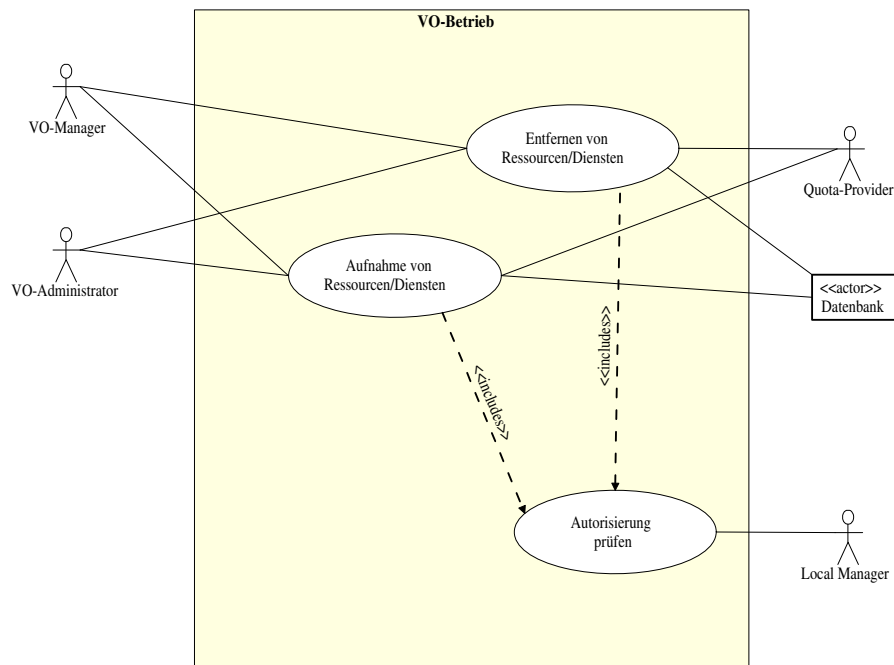 VO-Betrieb
VO-Manager
Entfernen von
Ressourcen/Diensten
Quota-Provider
VO-Administrator
Aufnahme von
Ressourcen/Diensten
<<actor>>
Datenbank
<<includes>>
<<includes>>
Autorisierung
prüfen
Local Manager